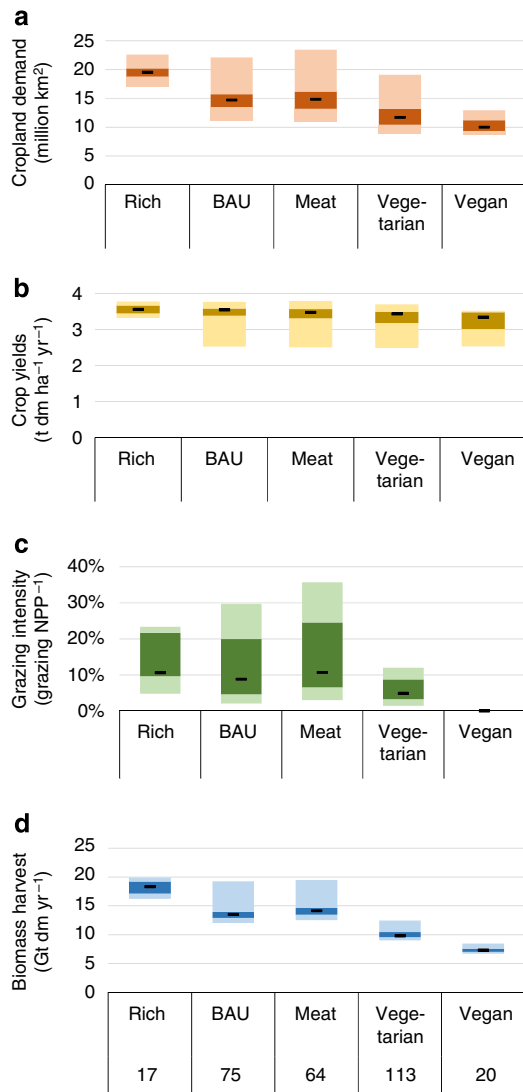 a
Cropland demand
(million km²)
25
20
15
10
5
0
Rich BAU Meat Vege- Vegan
tarian
b
Crop yields
(t dm ha⁻¹ yr⁻¹)
4
3
2
1
0
Rich BAU Meat Vege- Vegan
tarian
c
Grazing intensity
(grazing NPP⁻¹)
40%
30%
20%
10%
0%
Rich BAU Meat Vege- Vegan
tarian
d
Biomass harvest
(Gt dm yr⁻¹)
25
20
15
10
5
0
Rich BAU Meat Vege- Vegan
tarian
17 75 64 113 20